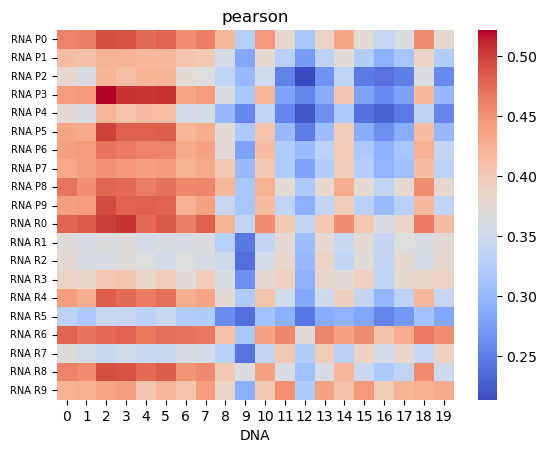 pearson
RNA P0
RNA P1
RNA P2
RNA P3
RNA P4
RNA P5
RNA P6
RNA P7
RNA P8
RNA P9
RNA R0
RNA R1
RNA R2
RNA R3
RNA R4
RNA R5
RNA R6
RNA R7
RNA R8
RNA R9
0 1 2 3 4 5 6 7 8 9 10 11 12 13 14 15 16 17 18 19
DNA
0.50
0.45
0.40
0.35
0.30
0.25